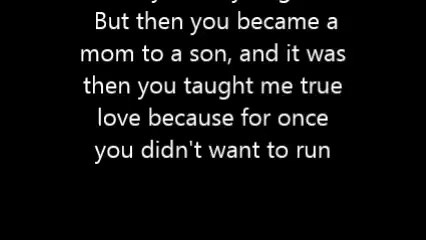 But then you became a
mom to a son, and it was
then you taught me true
love because for once
you didn't want to run